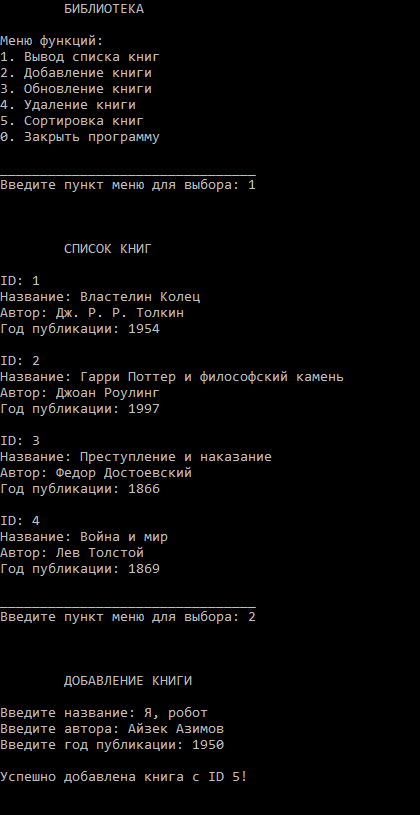 БИБЛИОТЕКА
Меню функций:
1. Вывод списка книг
2. Добавление книги
3. Обновление книги
4. Удаление книги
5. Сортировка книг
0. Закрыть программу
________________________________
Введите пункт меню для выбора: 1
СПИСОК КНИГ
ID: 1
Название: Властелин Колец
Автор: Дж. Р. Р. Толкин
Год публикации: 1954
ID: 2
Название: Гарри Поттер и философский камень
Автор: Джоан Роулинг
Год публикации: 1997
ID: 3
Название: Преступление и наказание
Автор: Федор Достоевский
Год публикации: 1866
ID: 4
Название: Война и мир
Автор: Лев Толстой
Год публикации: 1869
________________________________
Введите пункт меню для выбора: 2
ДОБАВЛЕНИЕ КНИГИ
Введите название: Я, робот
Введите автора: Айзек Азимов
Введите год публикации: 1950
Успешно добавлена книга с ID 5!